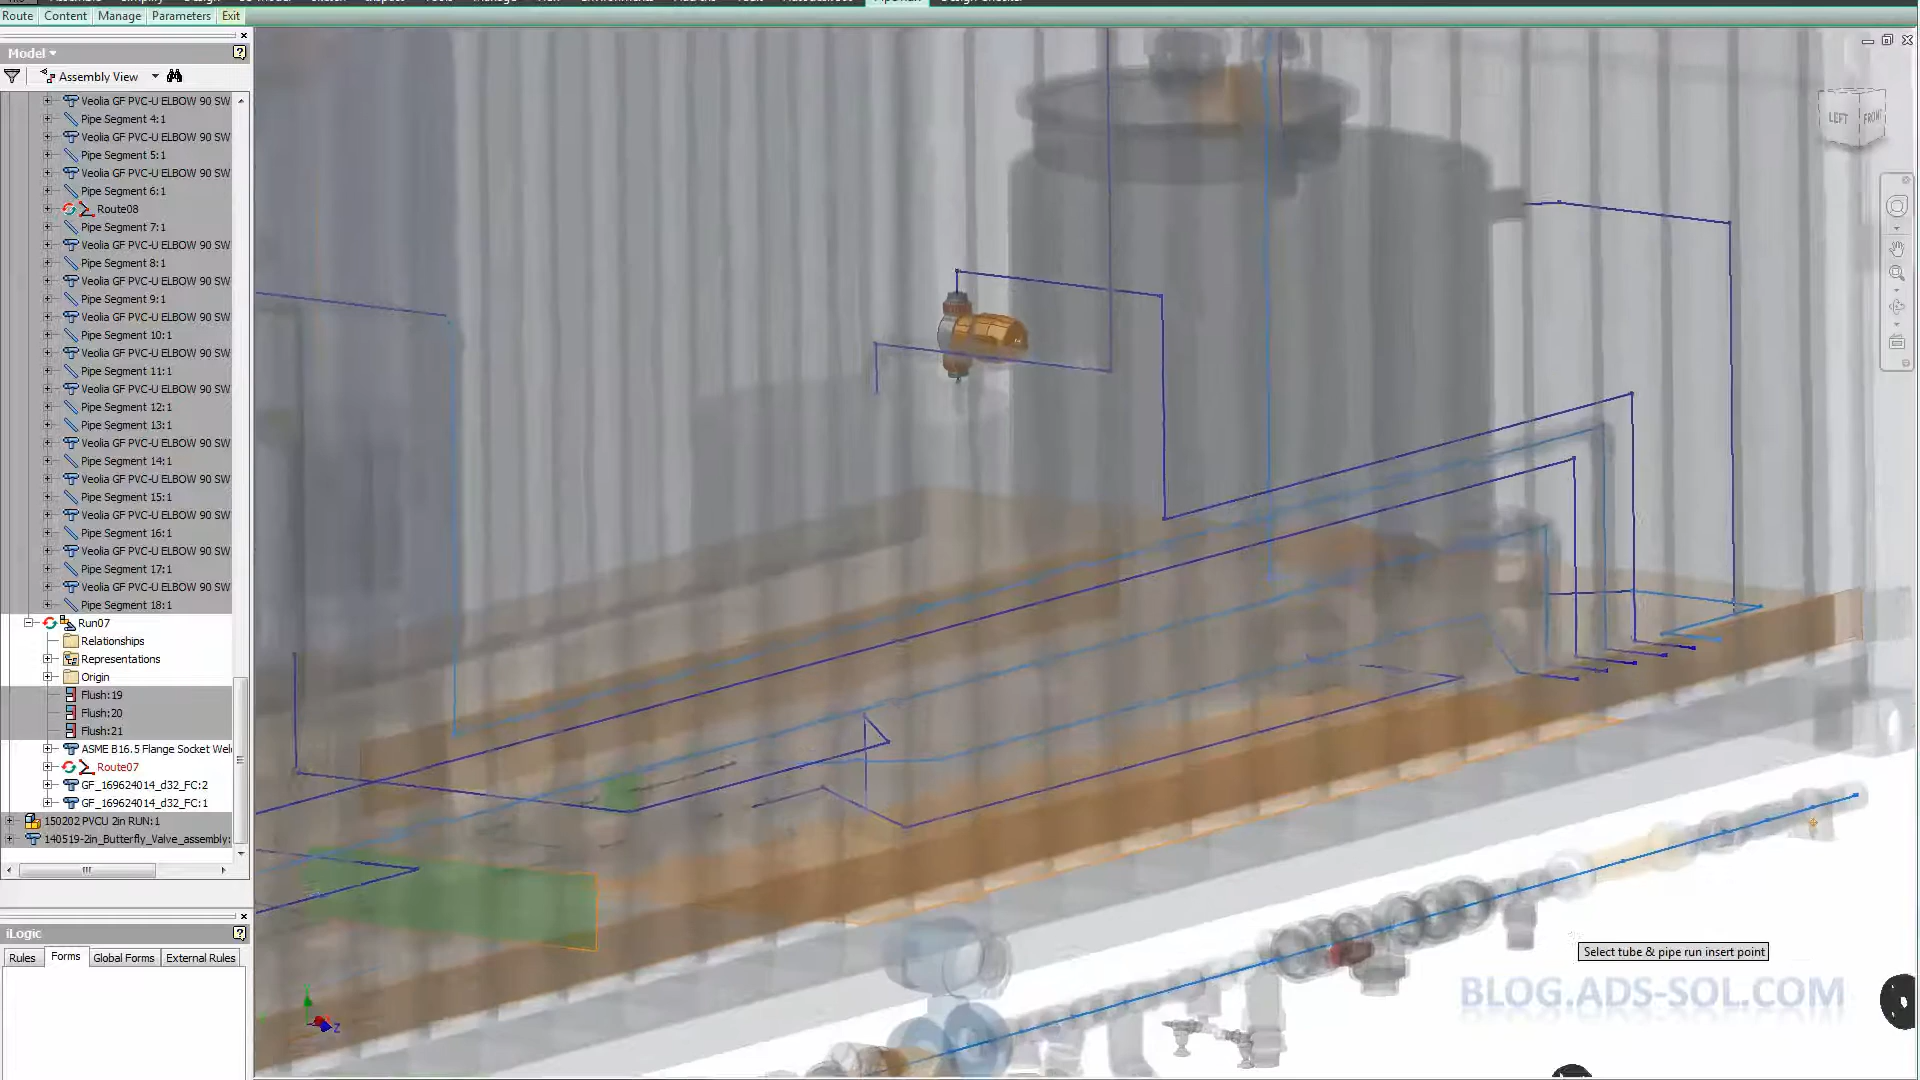 Route Content Manage Parameters Exit
Model
Assembly View
Veolia GF PVC-U ELBOW 90 SW
Pipe Segment 4:1
Veolia GF PVC-U ELBOW 90 SW
Pipe Segment 5:1
Veolia GF PVC-U ELBOW 90 SW
Pipe Segment 6:1
Route08
Pipe Segment 7:1
Veolia GF PVC-U ELBOW 90 SW
Pipe Segment 8:1
Veolia GF PVC-U ELBOW 90 SW
Pipe Segment 9:1
Veolia GF PVC-U ELBOW 90 SW
Pipe Segment 10:1
Veolia GF PVC-U ELBOW 90 SW
Pipe Segment 11:1
Veolia GF PVC-U ELBOW 90 SW
Pipe Segment 12:1
Pipe Segment 13:1
Veolia GF PVC-U ELBOW 90 SW
Pipe Segment 14:1
Veolia GF PVC-U ELBOW 90 SW
Pipe Segment 15:1
Veolia GF PVC-U ELBOW 90 SW
Pipe Segment 16:1
Veolia GF PVC-U ELBOW 90 SW
Pipe Segment 17:1
Veolia GF PVC-U ELBOW 90 SW
Pipe Segment 18:1
Run07
Relationships
Representations
Origin
Flush:19
Flush:20
Flush:21
ASME B16.5 Flange Socket Wel
Route07
GF_169624014_d32_FC:2
GF_169624014_d32_FC:1
150202 PVCU 2in RUN:1
140519-2in_Butterfly_Valve_assembly:
iLogic
Rules Forms Global Forms External Rules
LEFT FRONT
Select tube & pipe run insert point
BLOG.ADS-SOL.COM
Z